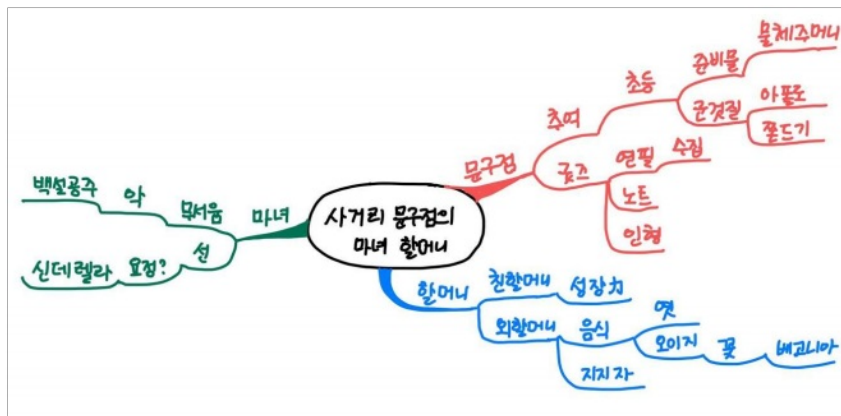 사거리 문구점의
마녀 할머니
문구점
추억
초등
준비물
물체주머니
군것질
아폴로
쫀드기
굿즈
연필
수집
노트
인형
할머니
친할머니
성장力
외할머니
음식
엿
오이지
꽃
베고니아
지지자
마녀
무서움
악
백설공주
선
요정?
신데렐라